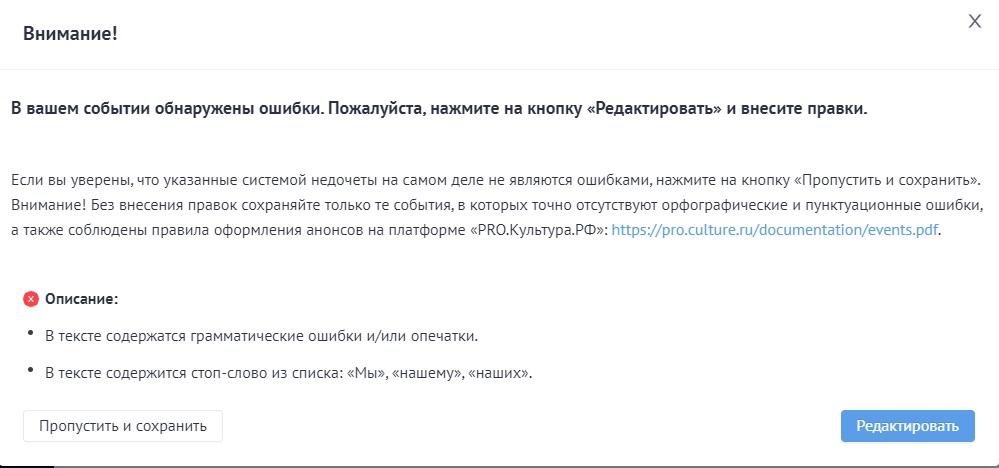 Внимание!
В вашем событии обнаружены ошибки. Пожалуйста, нажмите на кнопку «Редактировать» и внесите правки.
Если вы уверены, что указанные системой недочеты на самом деле не являются ошибками, нажмите на кнопку «Пропустить и сохранить».
Внимание! Без внесения правок сохраняйте только те события, в которых точно отсутствуют орфографические и пунктуационные ошибки,
а также соблюдены правила оформления анонсов на платформе «PRO.Культура.РФ»: https://pro.culture.ru/documentation/events.pdf.
Описание:
• В тексте содержатся грамматические ошибки и/или опечатки.
• В тексте содержится стоп-слово из списка: «Мы», «нашему», «наших».
Пропустить и сохранить
Редактировать